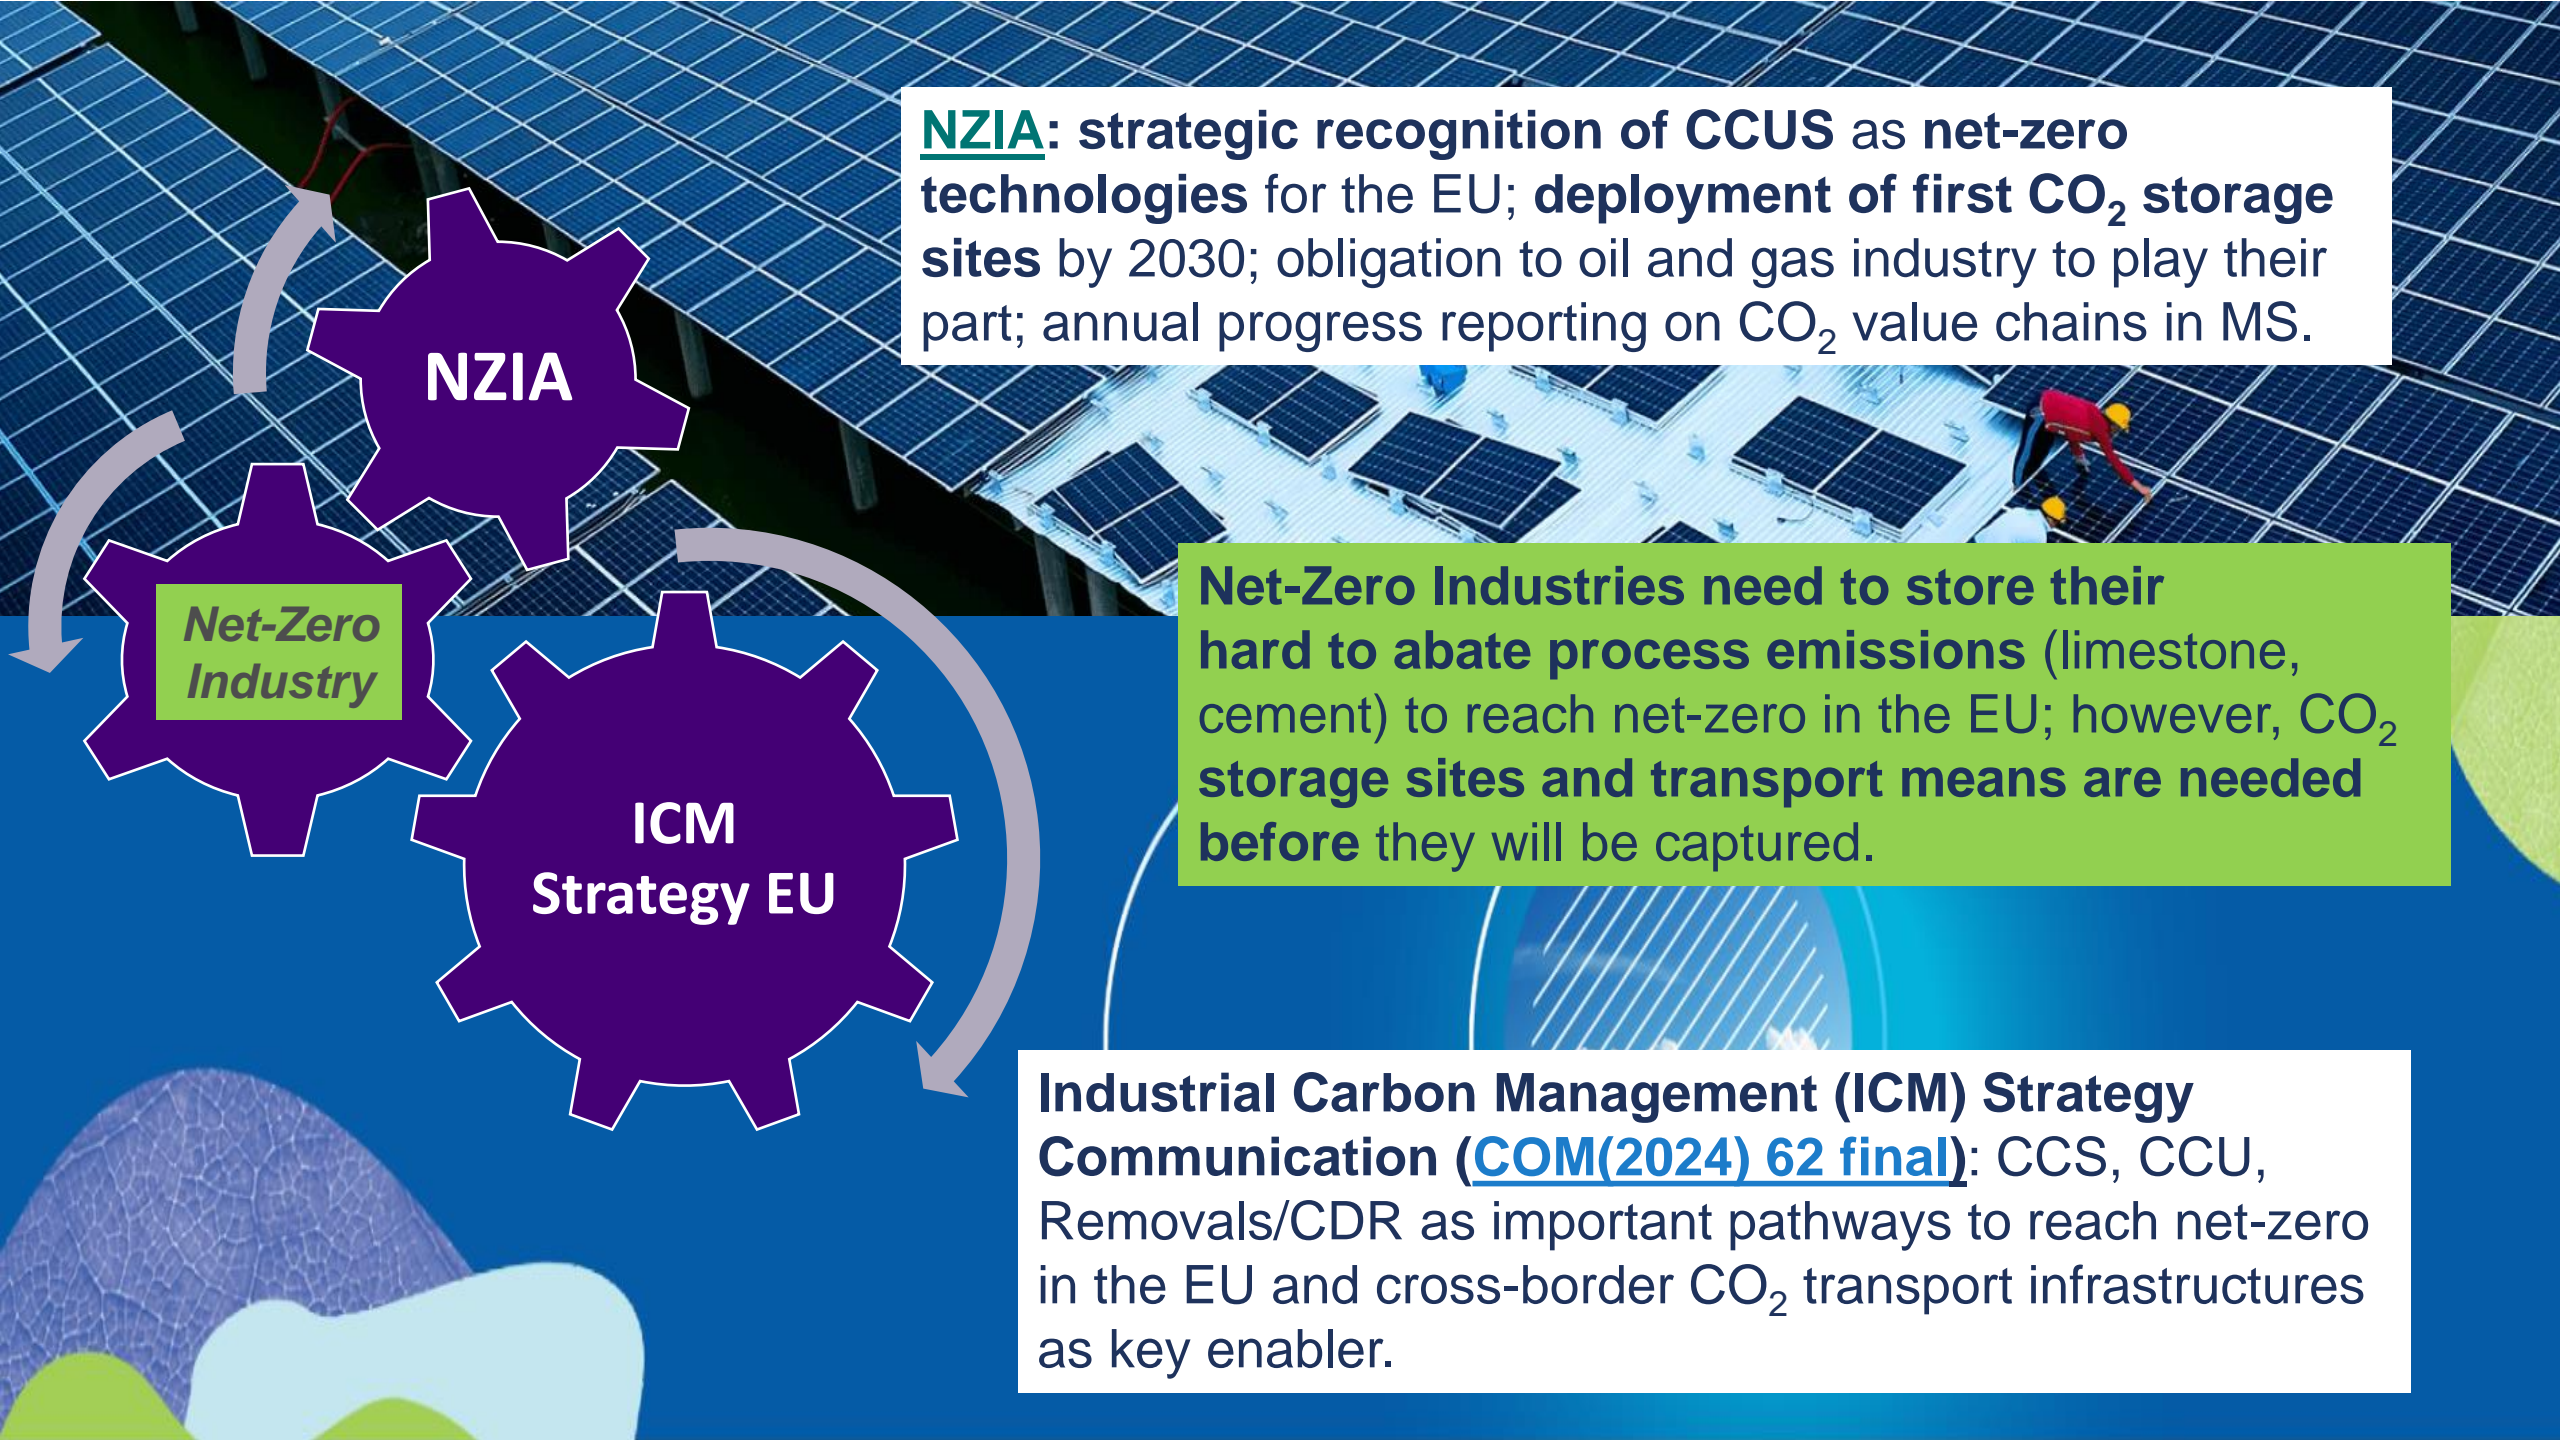 NZIA: strategic recognition of CCUS as net-zero
technologies for the EU; deployment of first CO₂ storage
sites by 2030; obligation to oil and gas industry to play their
part; annual progress reporting on CO₂ value chains in MS.
NZIA
Net-Zero
Industry
ICM
Strategy EU
Net-Zero Industries need to store their
hard to abate process emissions (limestone,
cement) to reach net-zero in the EU; however, CO₂
storage sites and transport means are needed
before they will be captured.
Industrial Carbon Management (ICM) Strategy
Communication (COM(2024) 62 final): CCS, CCU,
Removals/CDR as important pathways to reach net-zero
in the EU and cross-border CO₂ transport infrastructures
as key enabler.